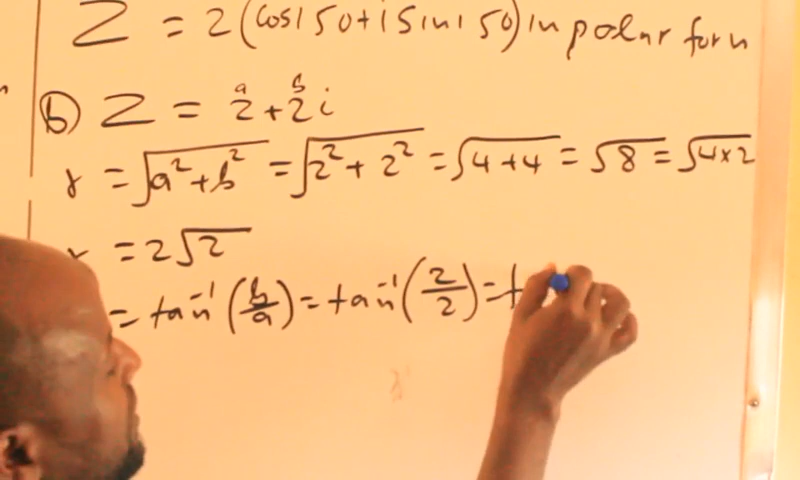 Z = 2(cos150+isin150) in polar form
(b) Z = 2+2i
a b
r = √a²+b² = √2²+2² = √4+4 = √8 = √4×2
r = 2√2
= tan⁻¹(b/a) = tan⁻¹(2/2) = t